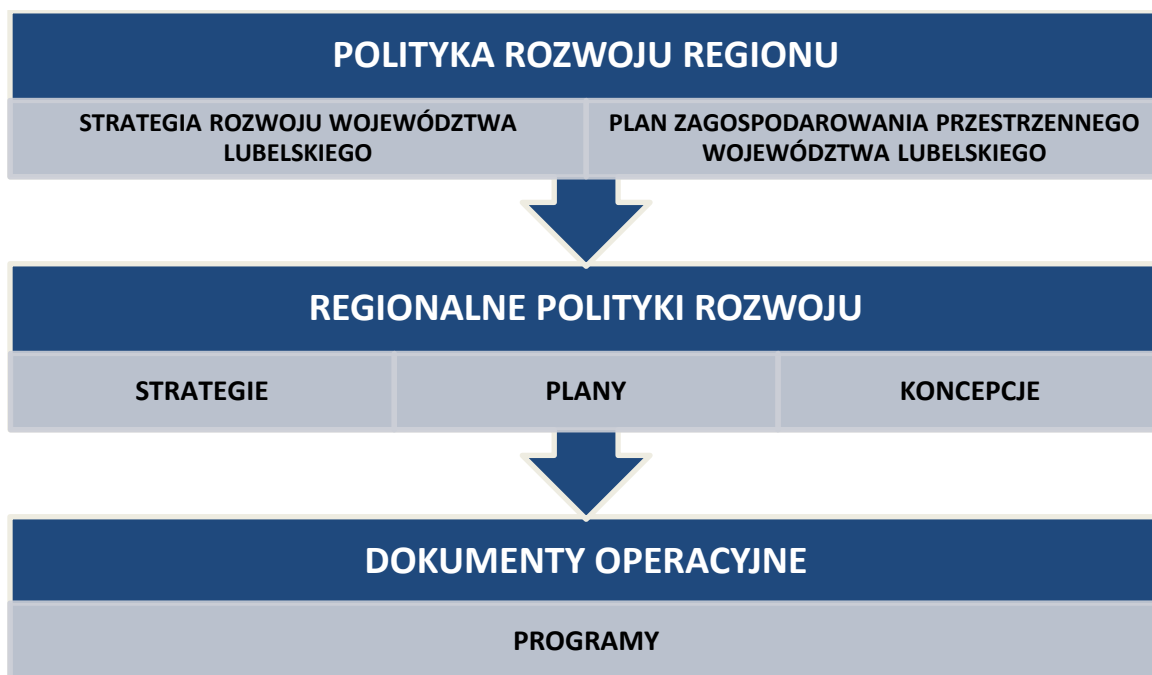 POLITYKA ROZWOJU REGIONU
STRATEGIA ROZWOJU WOJEWÓDZTWA
LUBELSKIEGO
PLAN ZAGOSPODAROWANIA PRZESTRZENNEGO
WOJEWÓDZTWA LUBELSKIEGO
REGIONALNE POLITYKI ROZWOJU
STRATEGIE
PLANY
KONCEPCJE
DOKUMENTY OPERACYJNE
PROGRAMY